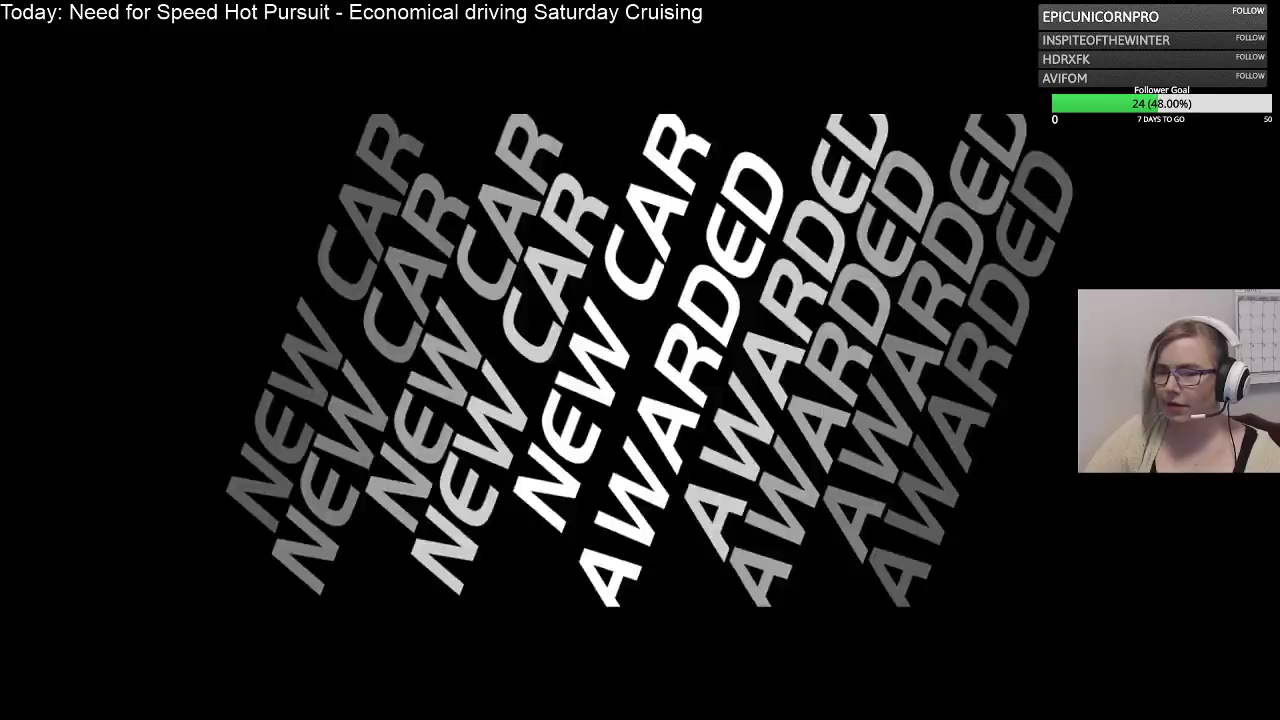 Today: Need for Speed Hot Pursuit - Economical driving Saturday Cruising
EPICUNICORNPRO FOLLOW
INSPITEOFTHEWINTER FOLLOW
HDRXFK FOLLOW
AVIFOM FOLLOW
Follower Goal
24 (48.00%)
0 7 DAYS TO GO 50
NEW CAR
NEW CAR
NEW CAR
NEW CAR
NEW CAR
AWARDED
AWARDED
AWARDED
AWARDED
AWARDED